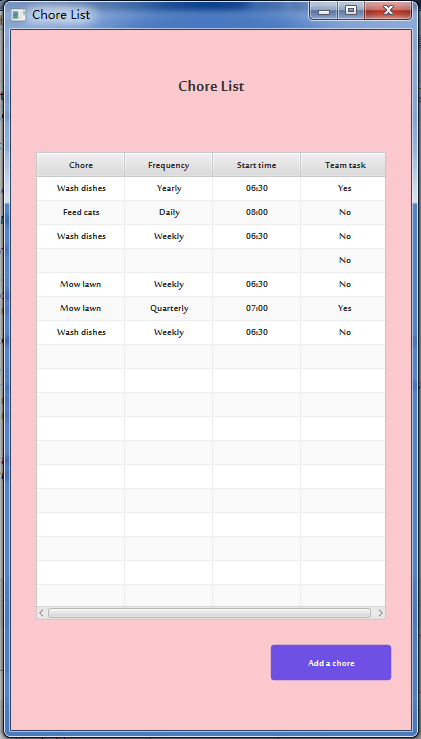 Chore List
Chore List
Chore Frequency Start time Team task
Wash dishes Yearly 06:30 Yes
Feed cats Daily 08:00 No
Wash dishes Weekly 06:30 No
No
Mow lawn Weekly 06:30 No
Mow lawn Quarterly 07:00 Yes
Wash dishes Weekly 06:30 No
Add a chore